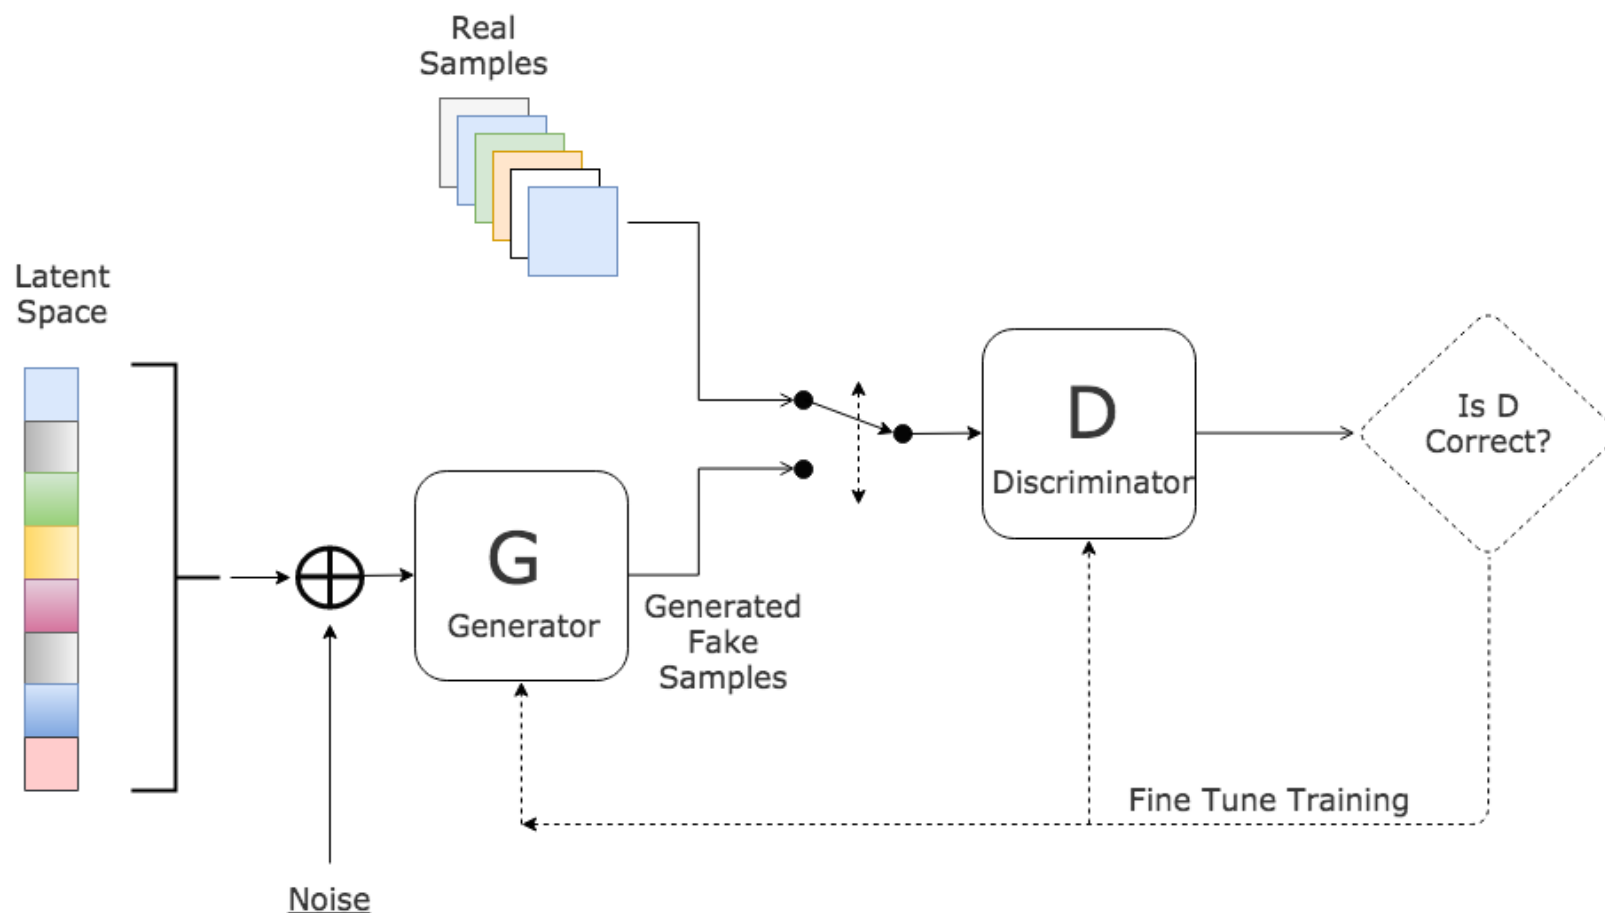 Real
Samples
Latent
Space
G
Generator
Generated
Fake
Samples
D
Discriminator
Is D
Correct?
Fine Tune Training
Noise